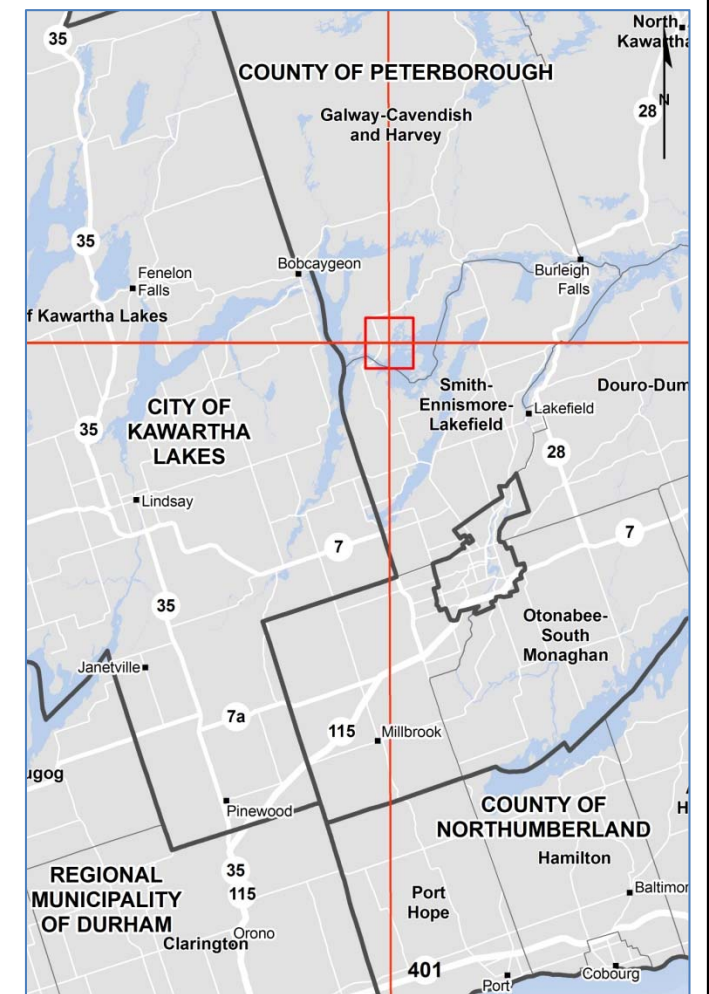 North
Kawartha
35
COUNTY OF PETERBOROUGH
Galway-Cavendish
and Harvey
28
N
35
Bobcaygeon
Fenelon
Falls
Burleigh
Falls
f Kawartha Lakes
Smith-
Ennismore-
Lakefield
Douro-Dum
CITY OF
KAWARTHA
LAKES
Lakefield
35
28
Lindsay
7
7
35
Otonabee-
South
Monaghan
Janetville
7a
115
Millbrook
ugog
Pinewood
COUNTY OF
NORTHUMBERLAND
H
Hamilton
35
115
REGIONAL
MUNICIPALITY
OF DURHAM
Baltimor
Port
Hope
Orono
Clarington
401
Cobourg
Port